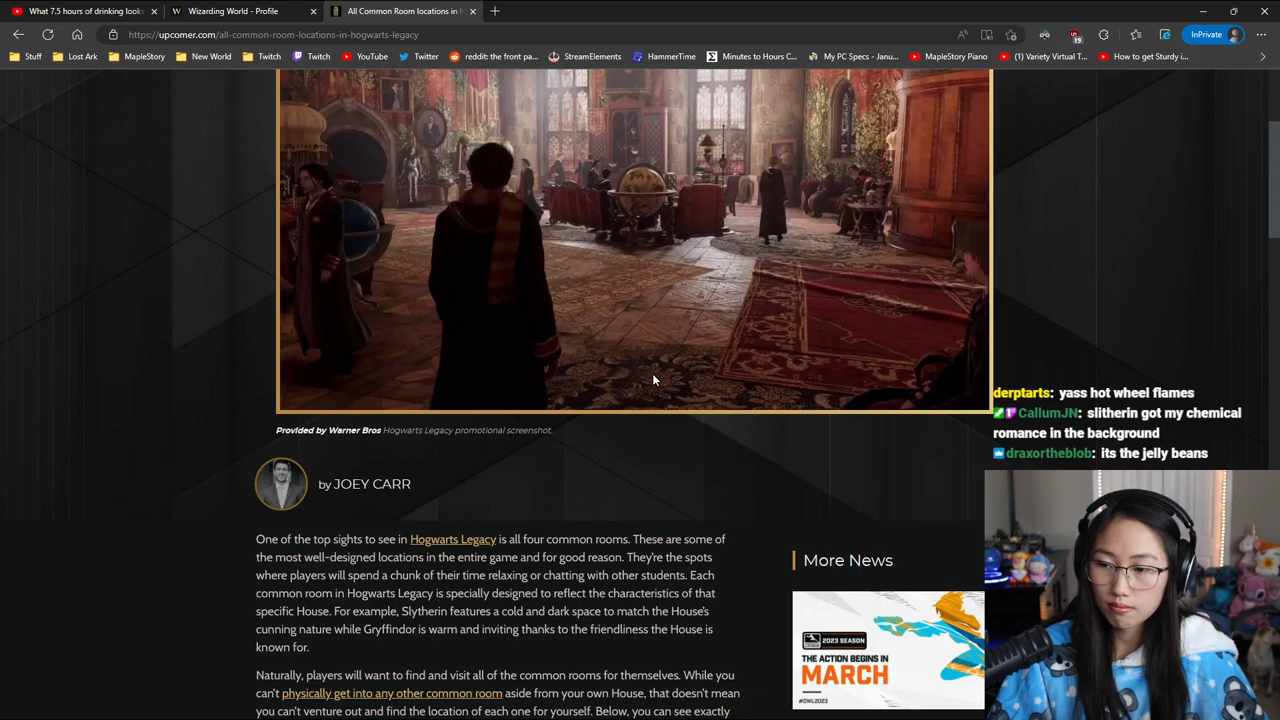 What 7.5 hours of drinking look
Wizarding World - Profile
All Common Room locations in H
https://upcomer.com/all-common-room-locations-in-hogwarts-legacy
19
InPrivate
Stuff
Lost Ark
MapleStory
New World
Twitch
Twitch
YouTube
Twitter
reddit: the front pa...
StreamElements
HammerTime
Minutes to Hours C...
My PC Specs - Janu...
MapleStory Piano
(1) Variety Virtual T...
How to get Sturdy i...
derptarts: yass hot wheel flames
CallumJN: slitherin got my chemical
romance in the background
draxortheblob: its the jelly beans
Provided by Warner Bros Hogwarts Legacy promotional screenshot.
by JOEY CARR
One of the top sights to see in Hogwarts Legacy is all four common rooms. These are some of
the most well-designed locations in the entire game and for good reason. They're the spots
where players will spend a chunk of their time relaxing or chatting with other students. Each
common room in Hogwarts Legacy is specially designed to reflect the characteristics of that
specific House. For example, Slytherin features a cold and dark space to match the House's
cunning nature while Gryffindor is warm and inviting thanks to the friendliness the House is
known for.
Naturally, players will want to find and visit all of the common rooms for themselves. While you
can't physically get into any other common room aside from your own House, that doesn't mean
you can't venture out and find the location of each one for yourself. Below, you can see exactly
More News
2023 SEASON
THE ACTION BEGINS IN
MARCH
#OWL2023